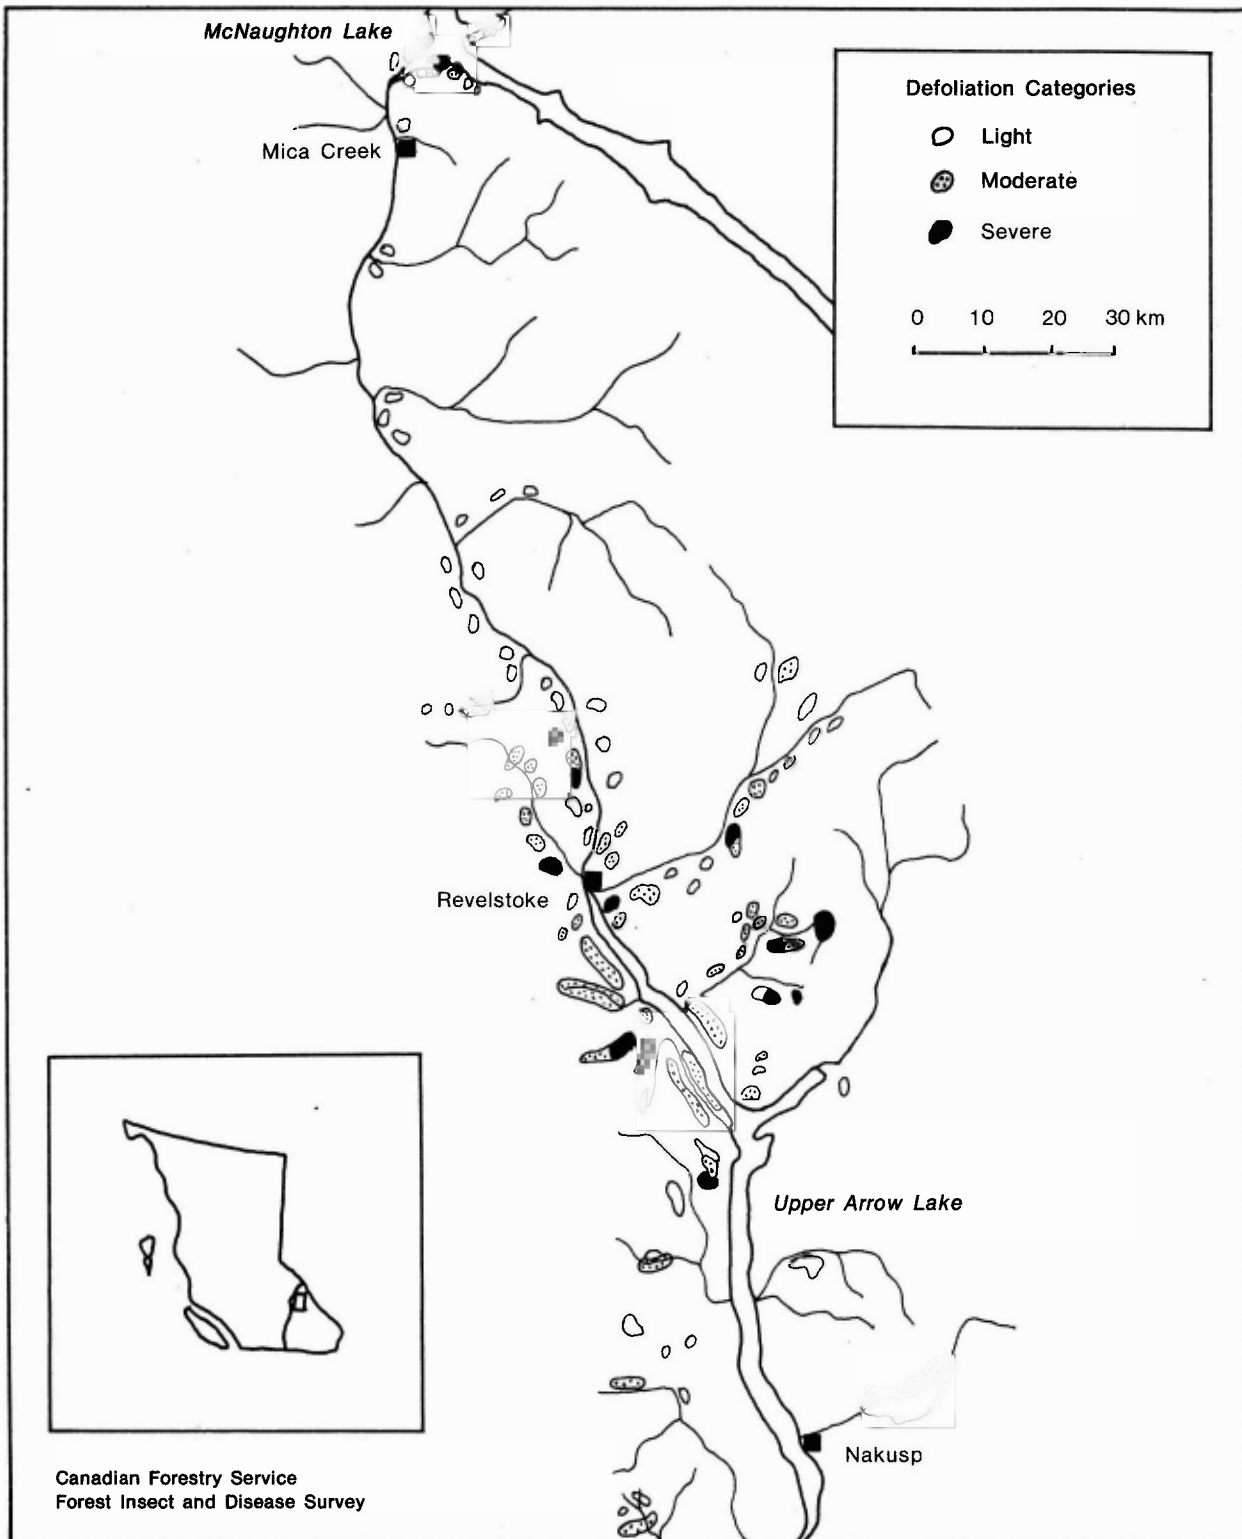 McNaughton Lake
Defoliation Categories
Light
Mica Creek
Moderate
Severe
0 10 20 30 km
Revelstoke
Upper Arrow Lake
Nakusp
Canadian Forestry Service
Forest Insect and Disease Survey